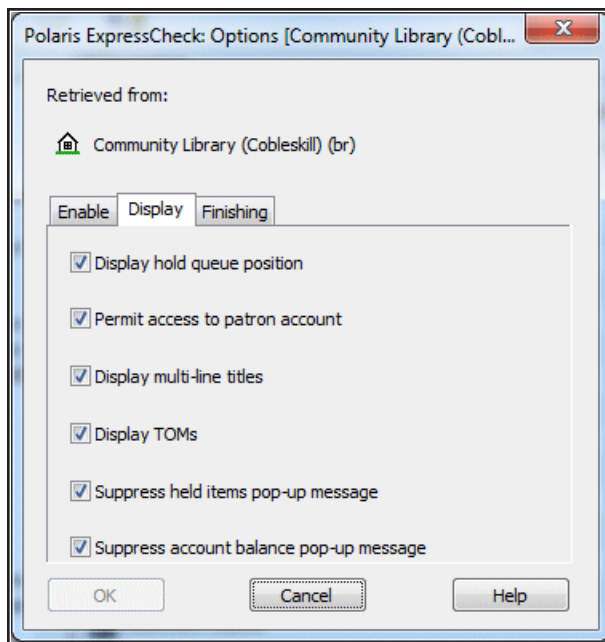 Polaris ExpressCheck: Options [Community Library (Cobl...
Retrieved from:
Community Library (Cobleskill) (br)
Enable Display Finishing
Display hold queue position
Permit access to patron account
Display multi-line titles
Display TOMs
Suppress held items pop-up message
Suppress account balance pop-up message
OK Cancel Help